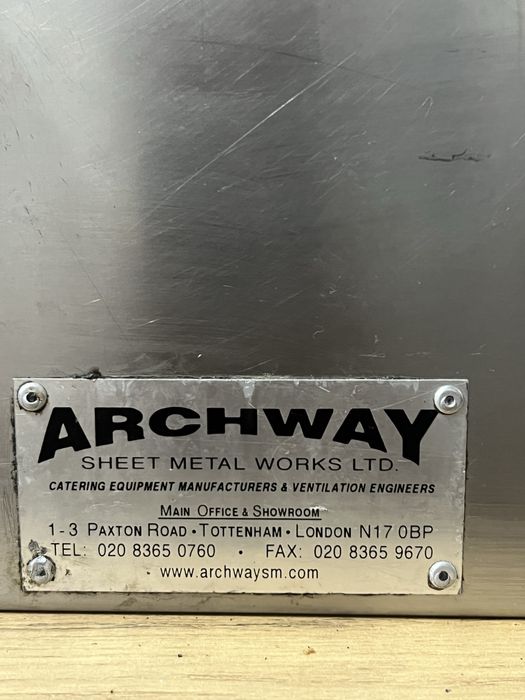 ARCHWAY
SHEET METAL WORKS LTD.
CATERING EQUIPMENT MANUFACTURERS & VENTILATION ENGINEERS
MAIN OFFICE & SHOWROOM
1-3 PAXTON ROAD • TOTTENHAM • LONDON N17 0BP
TEL: 020 8365 0760 • FAX: 020 8365 9670
www.archwaysm.com